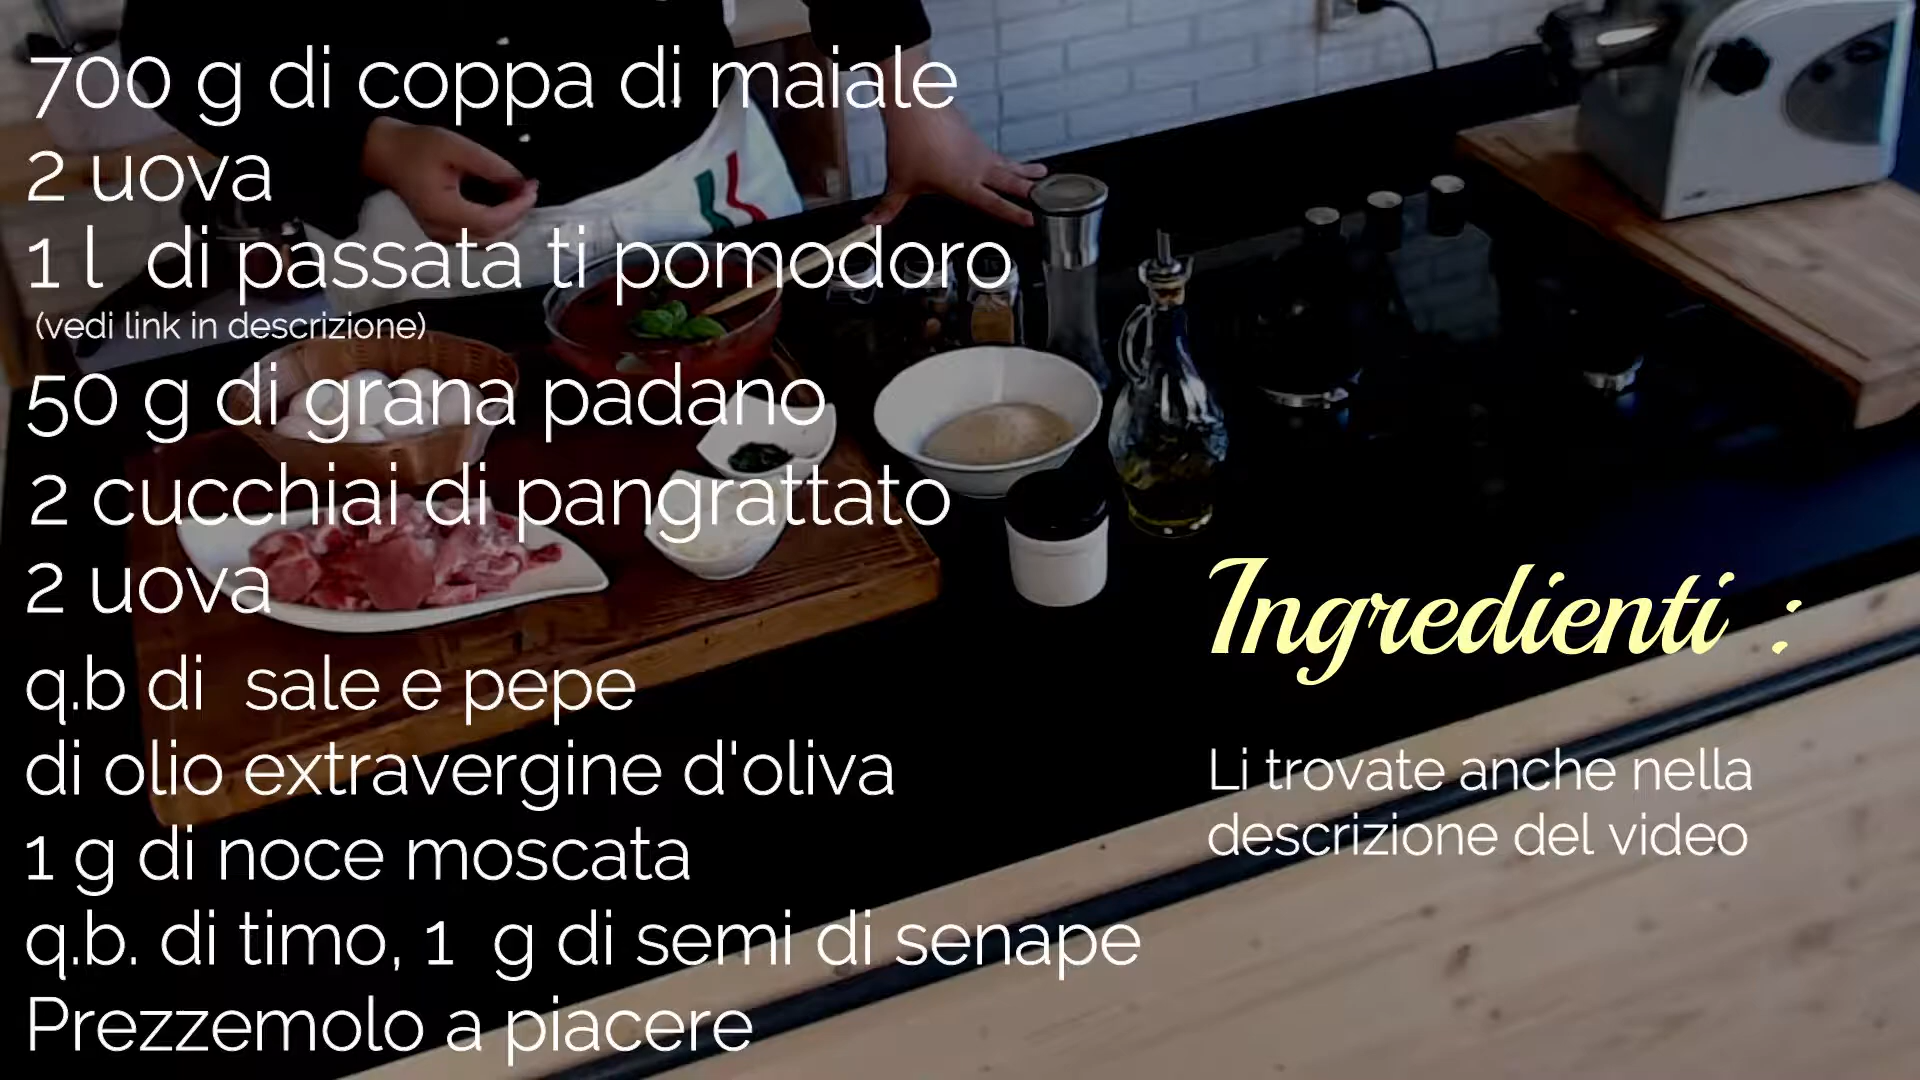 700 g di coppa di maiale
2 uova
1 l  di passata ti pomodoro
(vedi link in descrizione)
50 g di grana padano
2 cucchiai di pangrattato
2 uova
q.b di  sale e pepe
di olio extravergine d'oliva
1 g di noce moscata
q.b. di timo, 1  g di semi di senape
Prezzemolo a piacere
Ingredienti :
Li trovate anche nella
descrizione del video